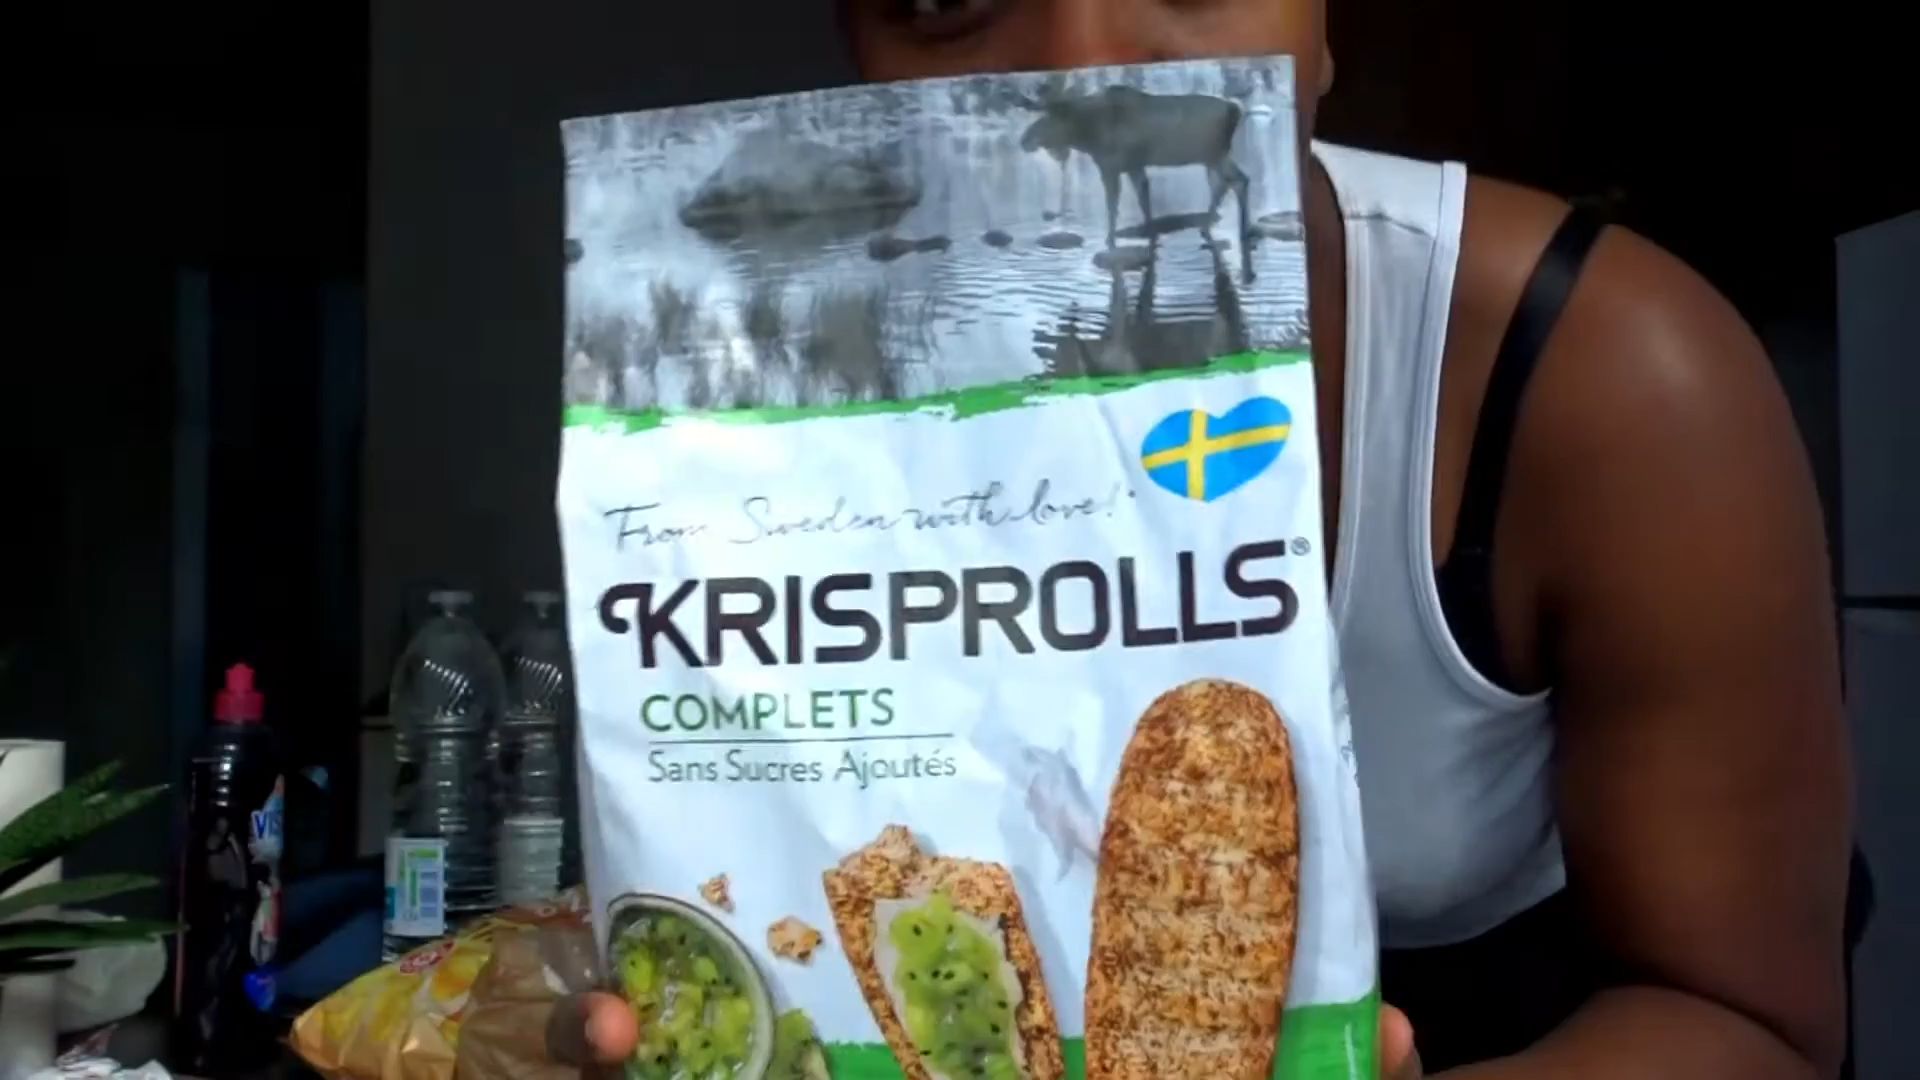 From Sweden with love!
KRISPROLLS®
COMPLETS
Sans Sucres Ajoutés